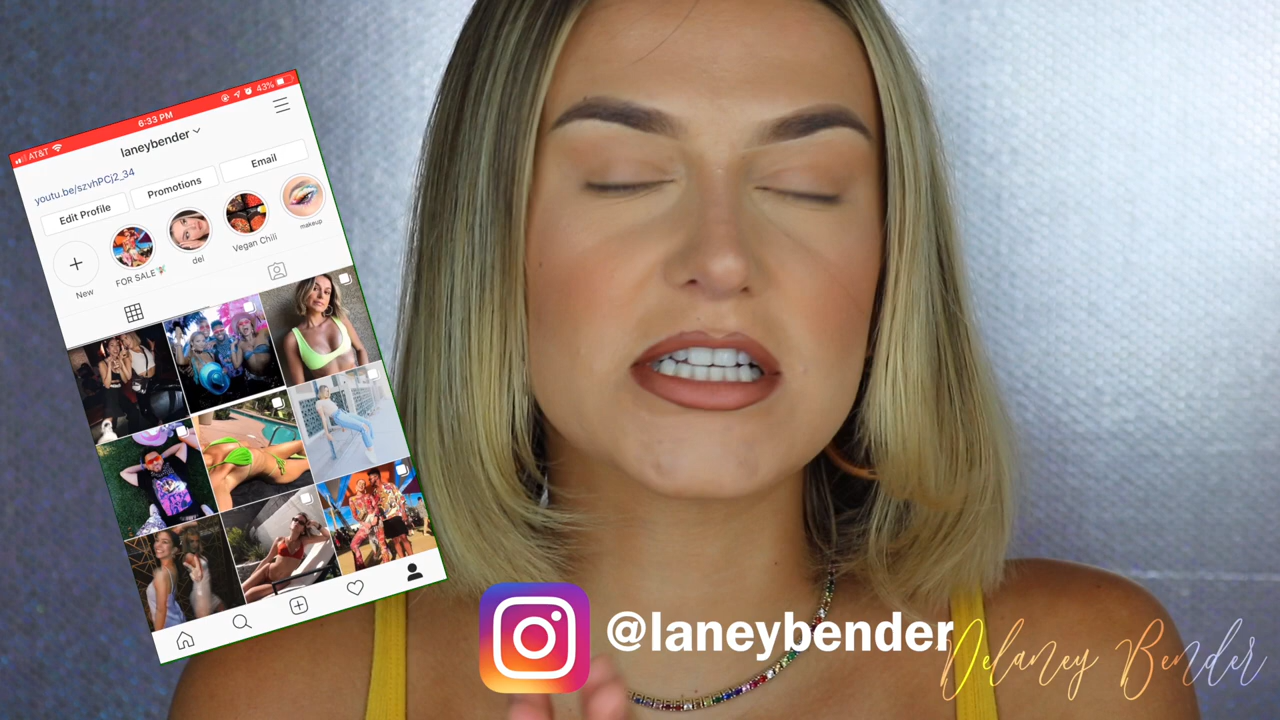 AT&T
43%
6:33 PM
laneybender
youtu.be/szvhPCj2_34
Edit Profile
Promotions
Email
New
FOR SALE
del
Vegan Chili
makeup
@laneybender
Delaney Bender